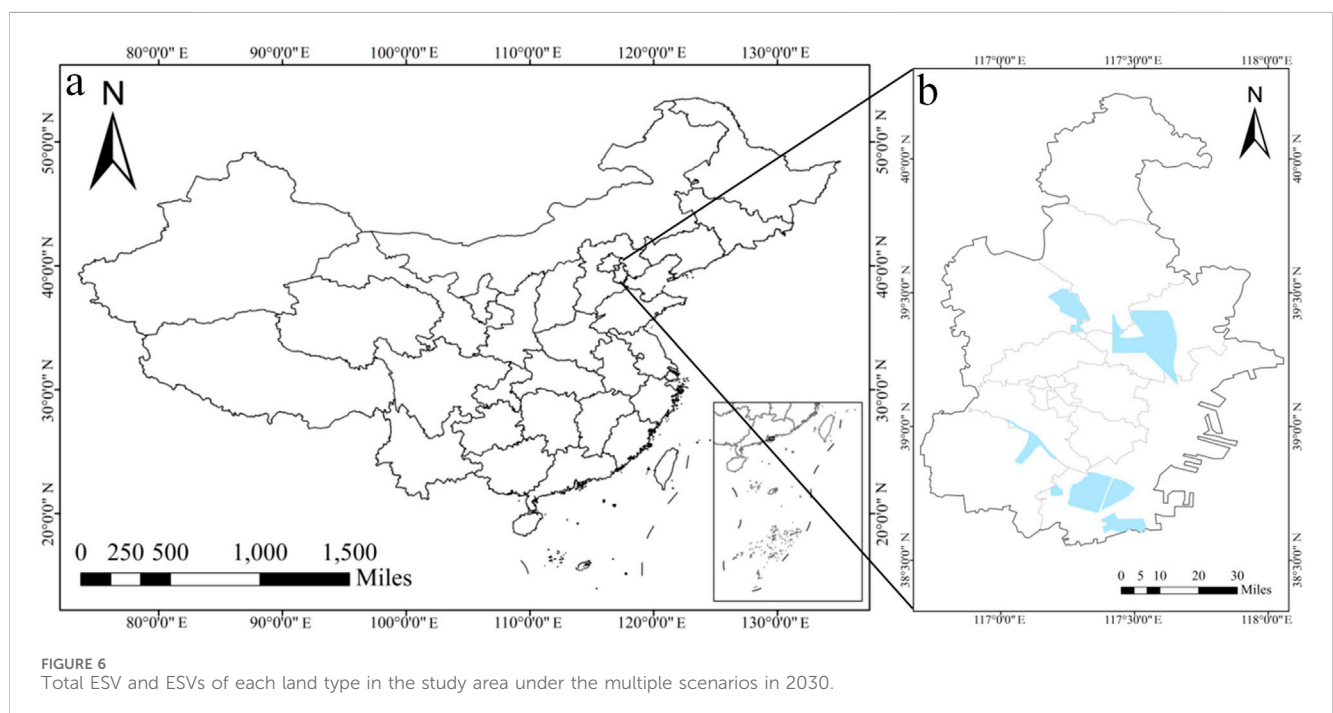 80°0'0" E 90°0'0" E 100°0'0" E 110°0'0" E 120°0'0" E 130°0'0" E
a
N
50°0'0" N
40°0'0" N
30°0'0" N
20°0'0" N
50°0'0" N
40°0'0" N
30°0'0" N
20°0'0" N
0 250 500 1,000 1,500
Miles
80°0'0" E 90°0'0" E 100°0'0" E 110°0'0" E 120°0'0" E 130°0'0" E
117°0'0" E 117°30'0" E 118°0'0" E
b
N
40°0'0" N
39°30'0" N
39°0'0" N
38°30'0" N
40°0'0" N
39°30'0" N
39°0'0" N
38°30'0" N
0 5 10 20 30
Miles
117°0'0" E 117°30'0" E 118°0'0" E
FIGURE 6
Total ESV and ESVs of each land type in the study area under the multiple scenarios in 2030.